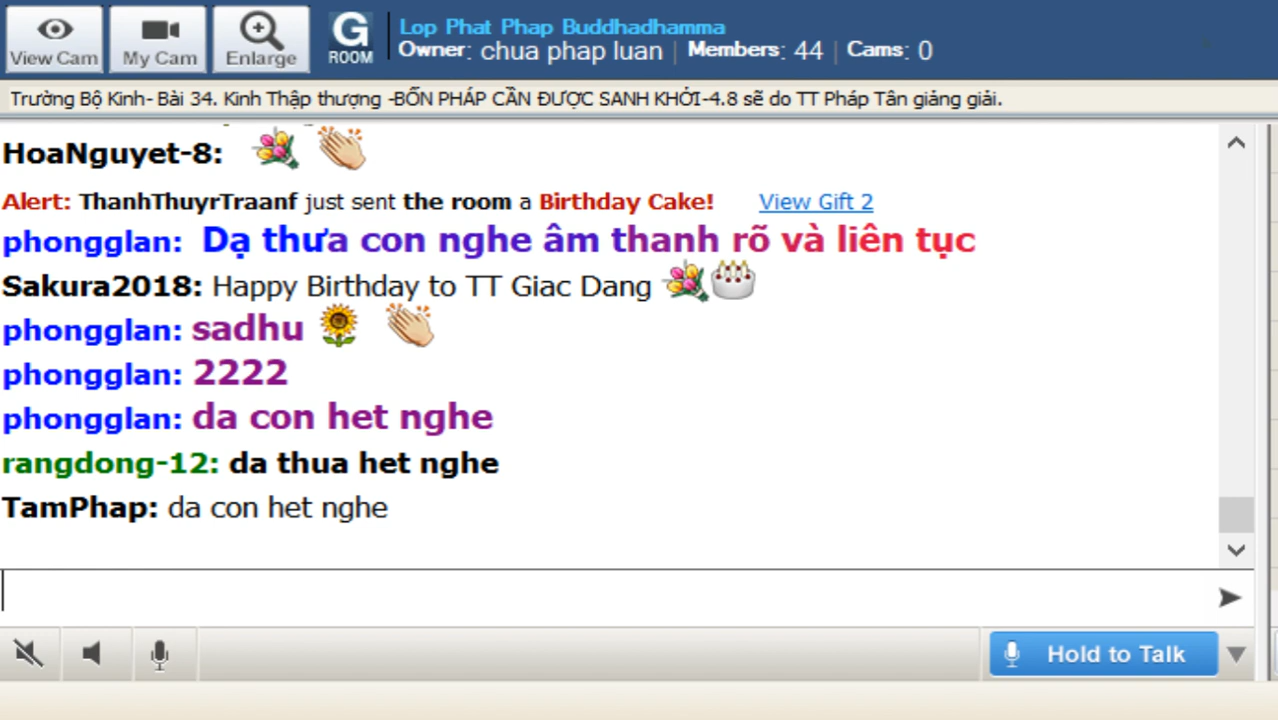 Lop Phat Phap Buddhadhamma
View Cam My Cam Enlarge G ROOM Owner: chua phap luan | Members: 44 | Cams: 0
Trường Bộ Kinh- Bài 34. Kinh Thập thượng -BỐN PHÁP CẦN ĐƯỢC SANH KHỞI-4.8 sẽ do TT Pháp Tân giảng giải.
HoaNguyet-8:
Alert: ThanhThuyrTraanf just sent the room a Birthday Cake! View Gift 2
phongglan: Dạ thưa con nghe âm thanh rõ và liên tục
Sakura2018: Happy Birthday to TT Giac Dang
phongglan: sadhu
phongglan: 2222
phongglan: da con het nghe
rangdong-12: da thua het nghe
TamPhap: da con het nghe
Hold to Talk